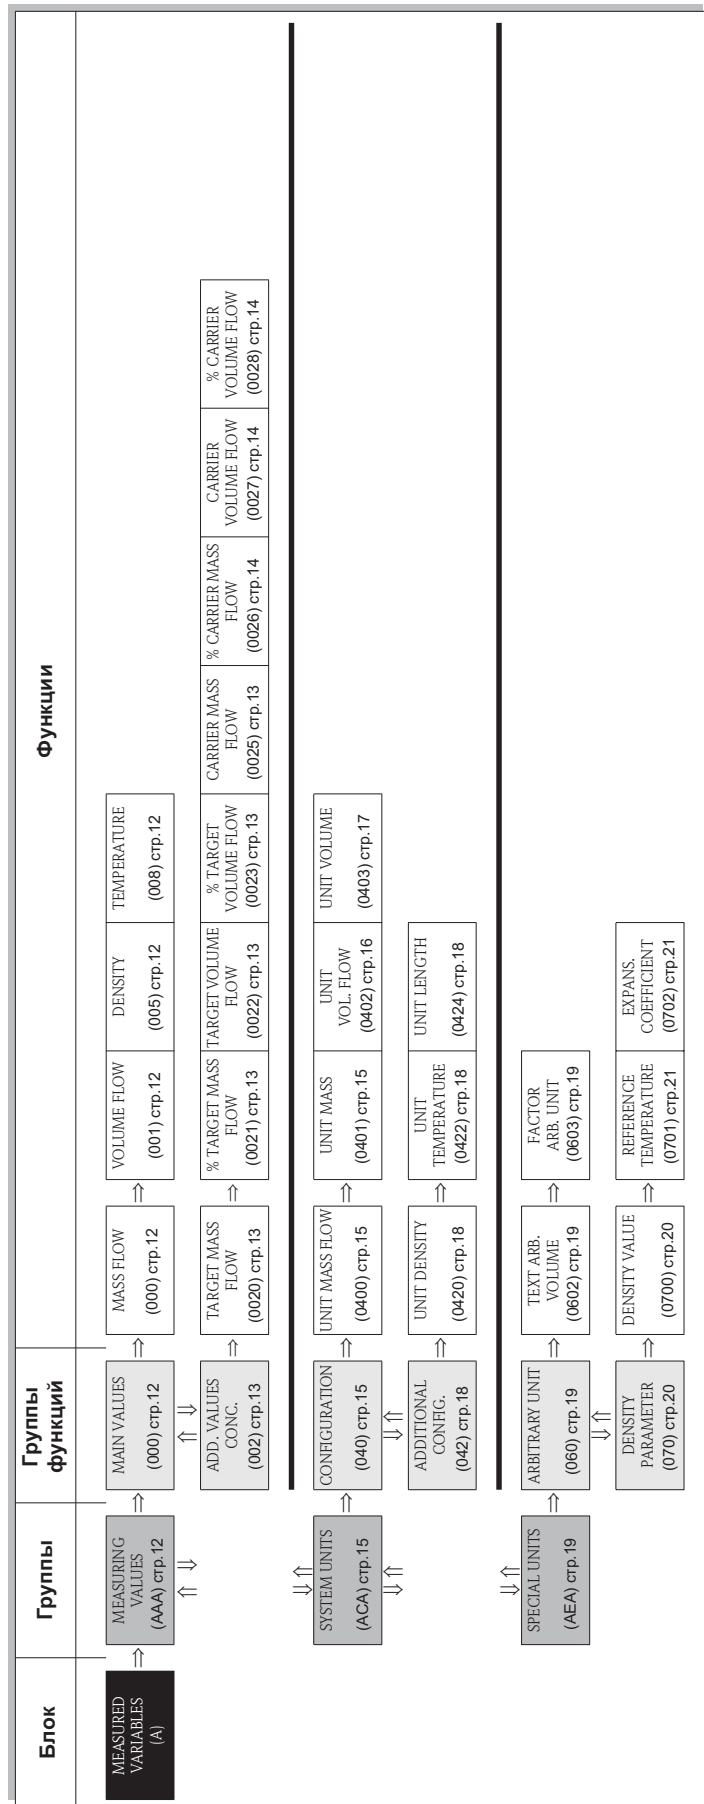 Блок
Группы
Группы
функций
Функции
MEASURED
VARIABLES
(A)
MEASURING
VALUES
(AAA) стр.12
MAIN VALUES
(000) стр.12
MASS FLOW
(000) стр.12
VOLUME FLOW
(001) стр.12
DENSITY
(005) стр.12
TEMPERATURE
(008) стр.12
ADD. VALUES
CONC.
(002) стр.13
TARGET MASS
FLOW
(0020) стр.13
% TARGET MASS
FLOW
(0021) стр.13
TARGET VOLUME
FLOW
(0022) стр.13
% TARGET
VOLUME FLOW
(0023) стр.13
CARRIER MASS
FLOW
(0025) стр.13
% CARRIER MASS
FLOW
(0026) стр.14
CARRIER
VOLUME FLOW
(0027) стр.14
% CARRIER
VOLUME FLOW
(0028) стр.14
SYSTEM UNITS
(ACA) стр.15
CONFIGURATION
(040) стр.15
UNIT MASS FLOW
(0400) стр.15
UNIT MASS
(0401) стр.15
UNIT
VOL. FLOW
(0402) стр.16
UNIT VOLUME
(0403) стр.17
ADDITIONAL
CONFIG.
(042) стр.18
UNIT DENSITY
(0420) стр.18
UNIT
TEMPERATURE
(0422) стр.18
UNIT LENGTH
(0424) стр.18
SPECIAL UNITS
(AEA) стр.19
ARBITRARY UNIT
(060) стр.19
TEXT ARB.
VOLUME
(0602) стр.19
FACTOR
ARB. UNIT
(0603) стр.19
DENSITY
PARAMETER
(070) стр.20
DENSITY VALUE
(0700) стр.20
REFERENCE
TEMPERATURE
(0701) стр.21
EXPANS.
COEFFICIENT
(0702) стр.21